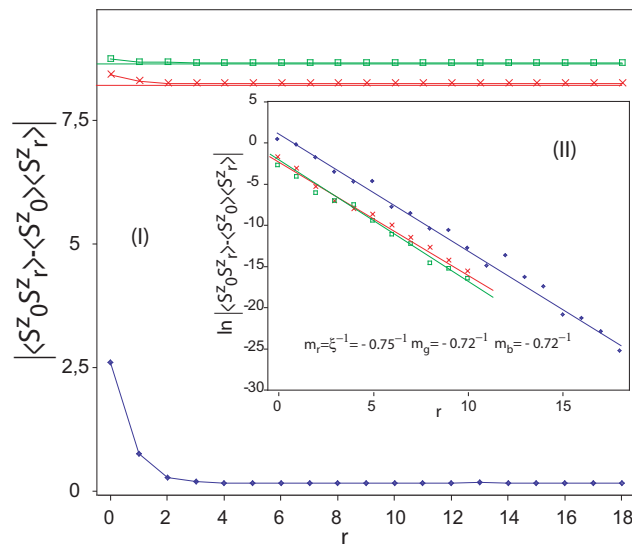 |<S^z_0S^z_r>-<S^z_0><S^z_r>|
7,5
5
2,5
0
(I)
0 2 4 6 8 10 12 14 16 18
r
ln |<S^z_0S^z_r>-<S^z_0><S^z_r>|
5
0
-5
-10
-15
-20
-25
-30
(II)
m_r=ξ^-1 = - 0.75^-1 m_g= - 0.72^-1 m_b= - 0.72^-1
0 5 10 15
r